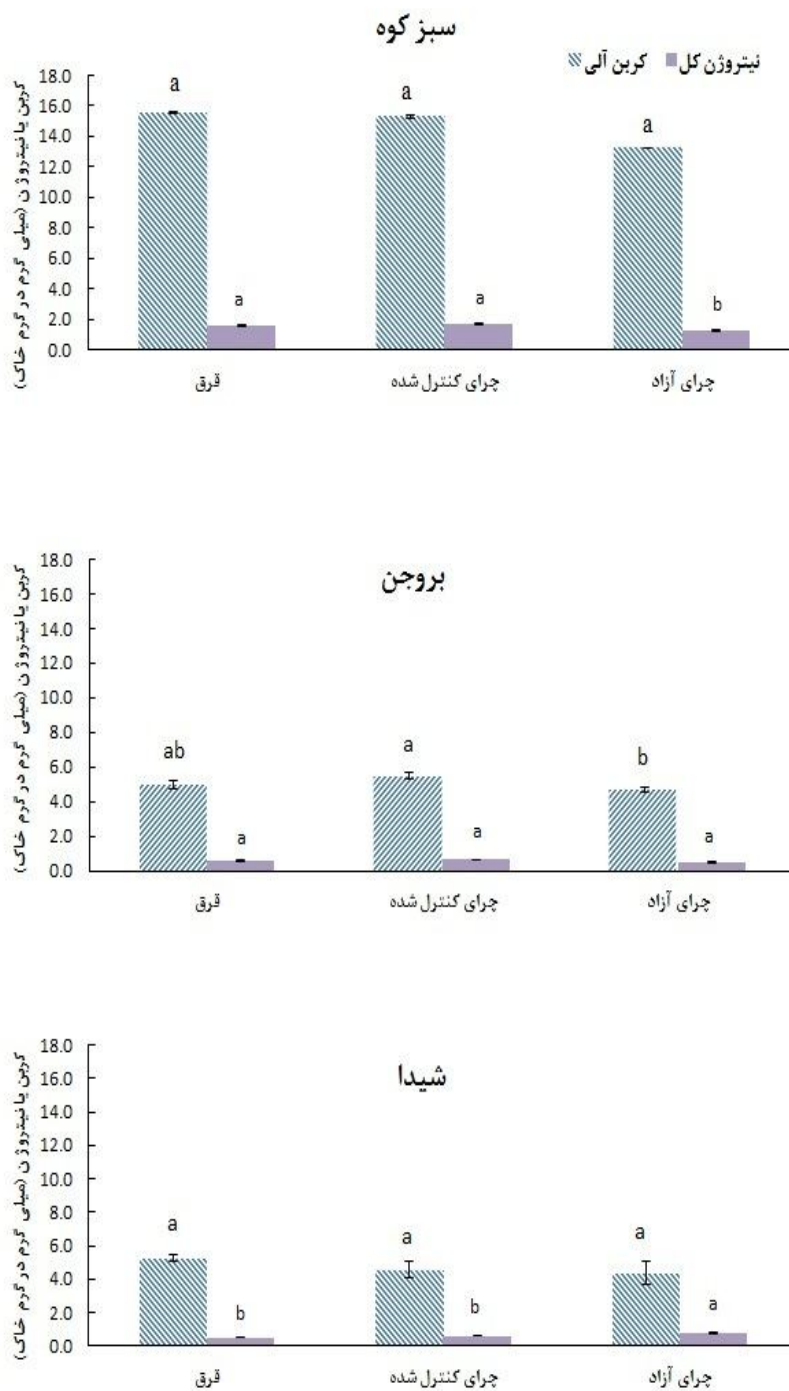 سبز کوه
کربن آلی نیتروژن کل
کربن یا نیتروژن (میلی گرم در گرم خاک)
18.0
16.0
14.0
12.0
10.0
8.0
6.0
4.0
2.0
0.0
a a a
a a b
قرق چرای کنترل شده چرای آزاد
بروجن
کربن یا نیتروژن (میلی گرم در گرم خاک)
18.0
16.0
14.0
12.0
10.0
8.0
6.0
4.0
2.0
0.0
ab a b
a a a
قرق چرای کنترل شده چرای آزاد
شیدا
کربن یا نیتروژن (میلی گرم در گرم خاک)
18.0
16.0
14.0
12.0
10.0
8.0
6.0
4.0
2.0
0.0
a a a
b b a
قرق چرای کنترل شده چرای آزاد